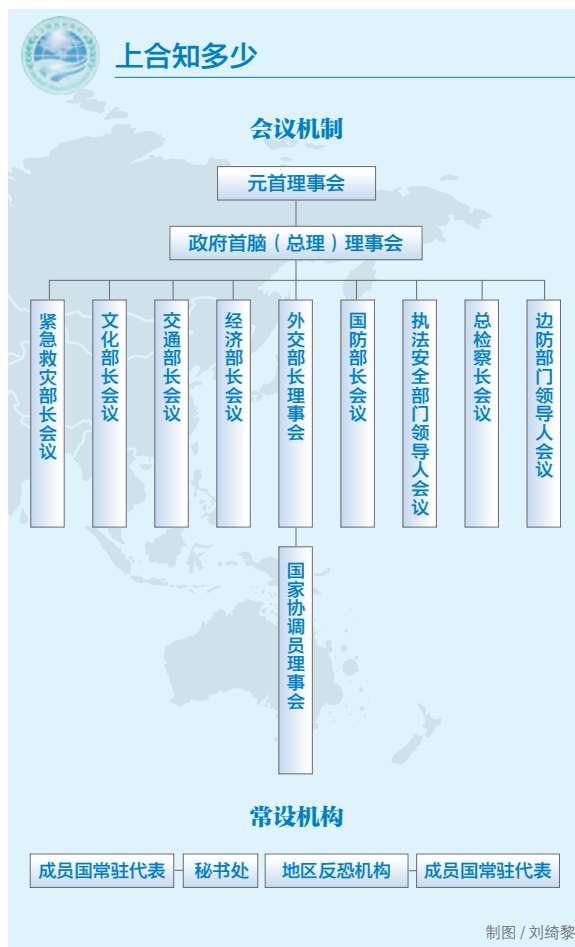 上合知多少
会议机制
元首理事会
政府首脑（总理）理事会
紧急救灾部长会议
文化部长会议
交通部长会议
经济部长会议
外交部长理事会
国防部长会议
执法安全部门领导人会议
总检察长会议
边防部门领导人会议
国家协调员理事会
常设机构
成员国常驻代表
秘书处
地区反恐机构
成员国常驻代表
制图 / 刘绮黎